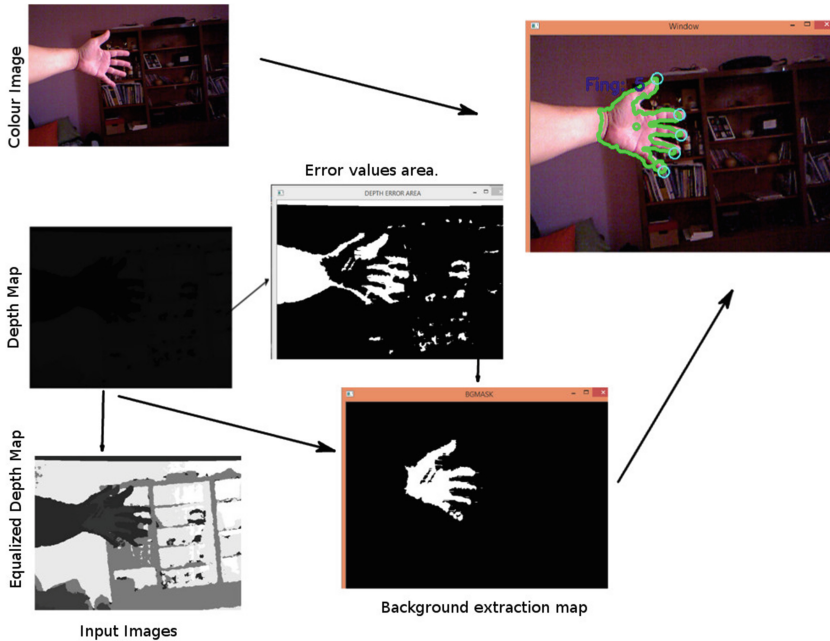 Colour Image
Window
Fing: 5
Error values area.
DEPTH ERROR AREA
Depth Map
BGMASK
Equalized Depth Map
Background extraction map
Input Images